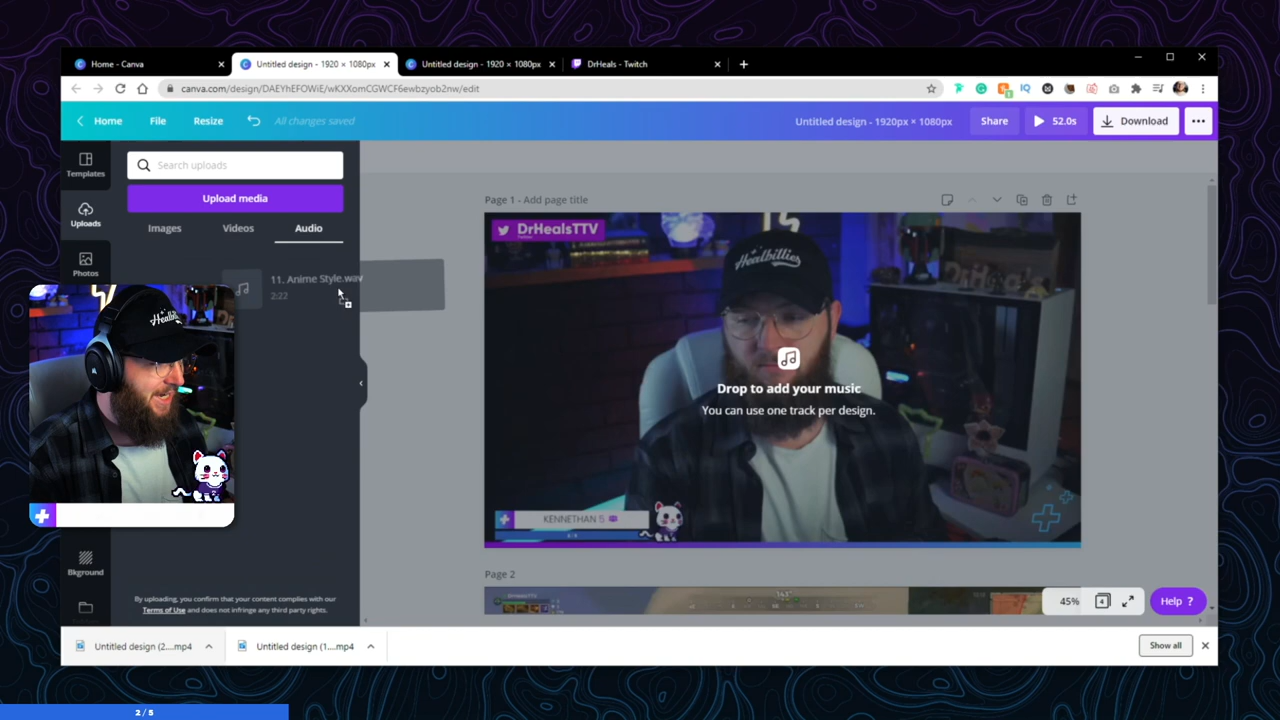 Home - Canva
Untitled design - 1920 × 1080px
Untitled design - 1920 × 1080px
DrHeals - Twitch
canva.com/design/DAEYhEFOWiE/wKXXomCGWCF6ewbzyob2nw/edit
Home
File
Resize
All changes saved
Untitled design - 1920px × 1080px
Share
52.0s
Download
Templates
Uploads
Photos
Bkground
Search uploads
Upload media
Images
Videos
Audio
11. Anime Style.wav
2:22
By uploading, you confirm that your content complies with our
Terms of Use and does not infringe any third party rights.
Page 1 - Add page title
DrHealsTTV
Healbillies
Healbillies
Drop to add your music
You can use one track per design.
KENNETHAN 5
Page 2
45%
4
Help ?
Untitled design (2....mp4
Untitled design (1....mp4
Show all
2 / 5